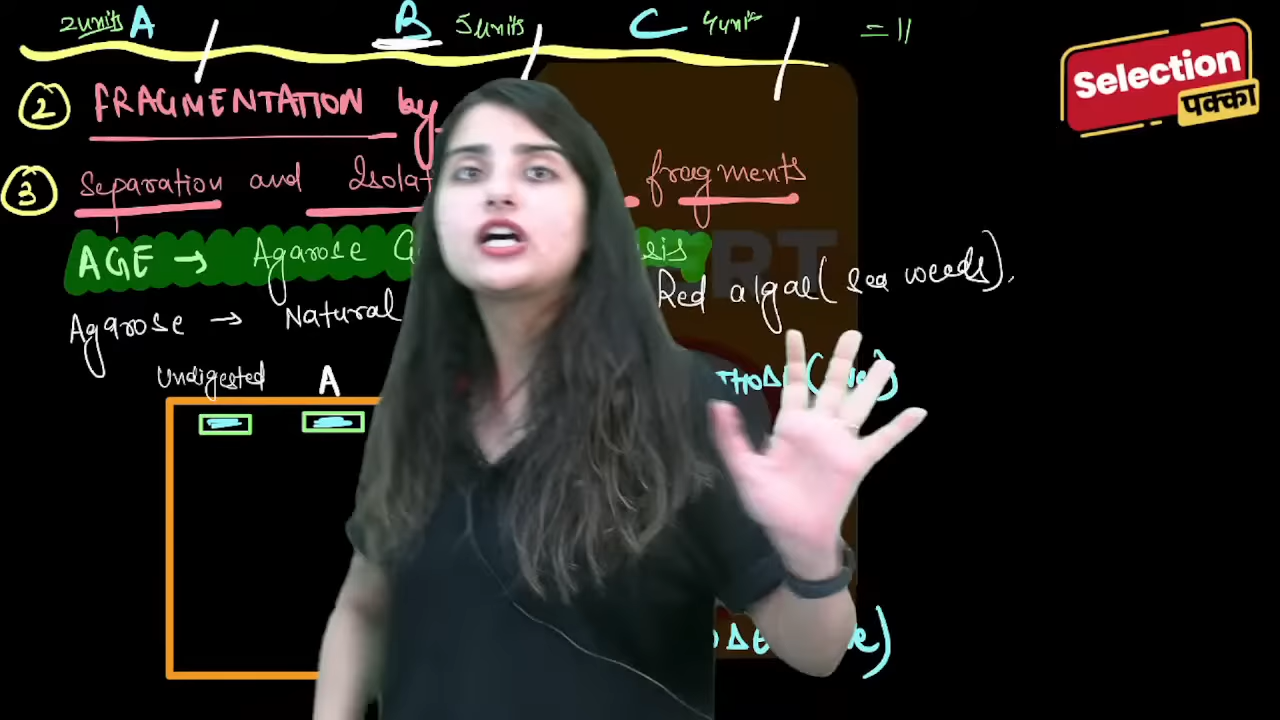 2units A B 5units C 4unit = 11
Selection
पक्का
2 FRAGMENTATION by
3 Separation and fragments
AGE → Agarose
Agarose → Natural Red algae (sea weeds).
Undigested A